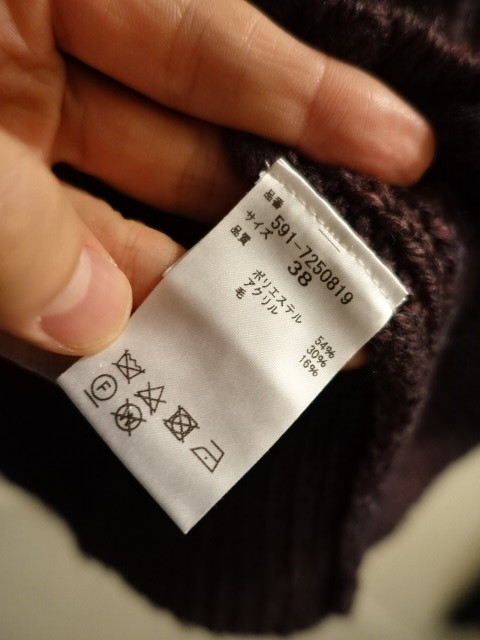 品番 591-7250819
サイズ 38
品質
ポリエステル 54%
アクリル 30%
毛 16%
F
W